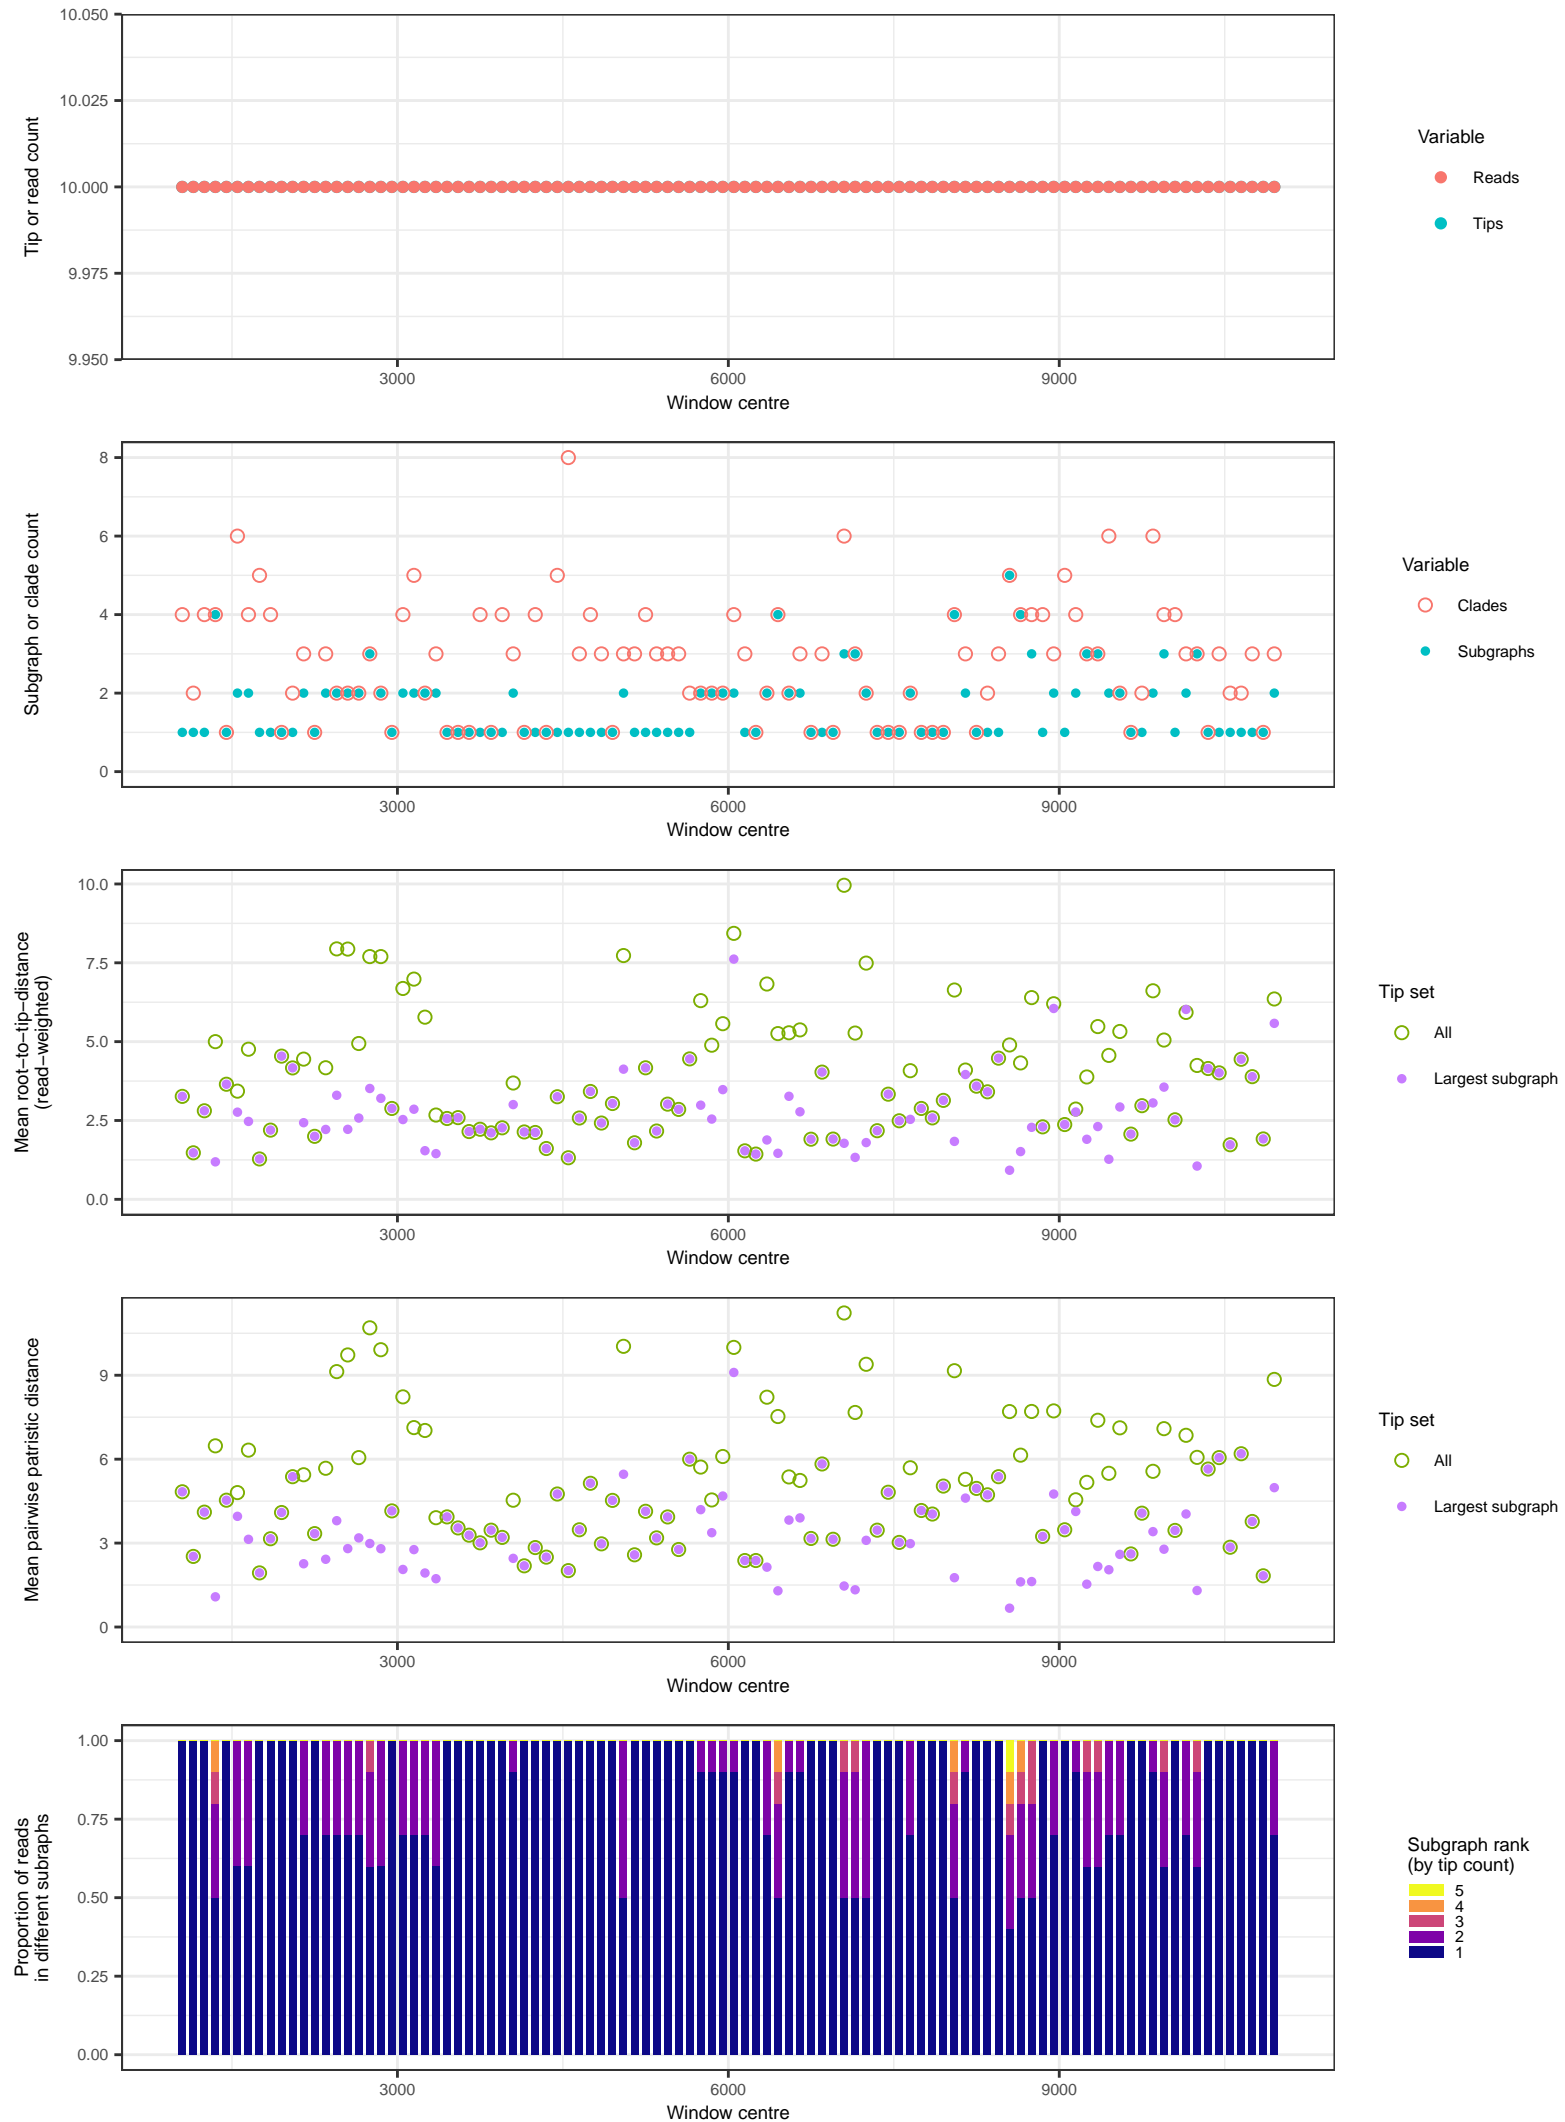 10.050
10.025
10.000
9.975
9.950
Tip or read count
3000 6000 9000
Window centre
Variable
Reads
Tips
8
6
4
2
0
Subgraph or clade count
3000 6000 9000
Window centre
Variable
Clades
Subgraphs
10.0
7.5
5.0
2.5
0.0
Mean root−to−tip−distance
(read−weighted)
3000 6000 9000
Window centre
Tip set
All
Largest subgraph
9
6
3
0
Mean pairwise patristic distance
3000 6000 9000
Window centre
Tip set
All
Largest subgraph
1.00
0.75
0.50
0.25
0.00
Proportion of reads
in different subraphs
3000 6000 9000
Window centre
Subgraph rank
(by tip count)
5
4
3
2
1